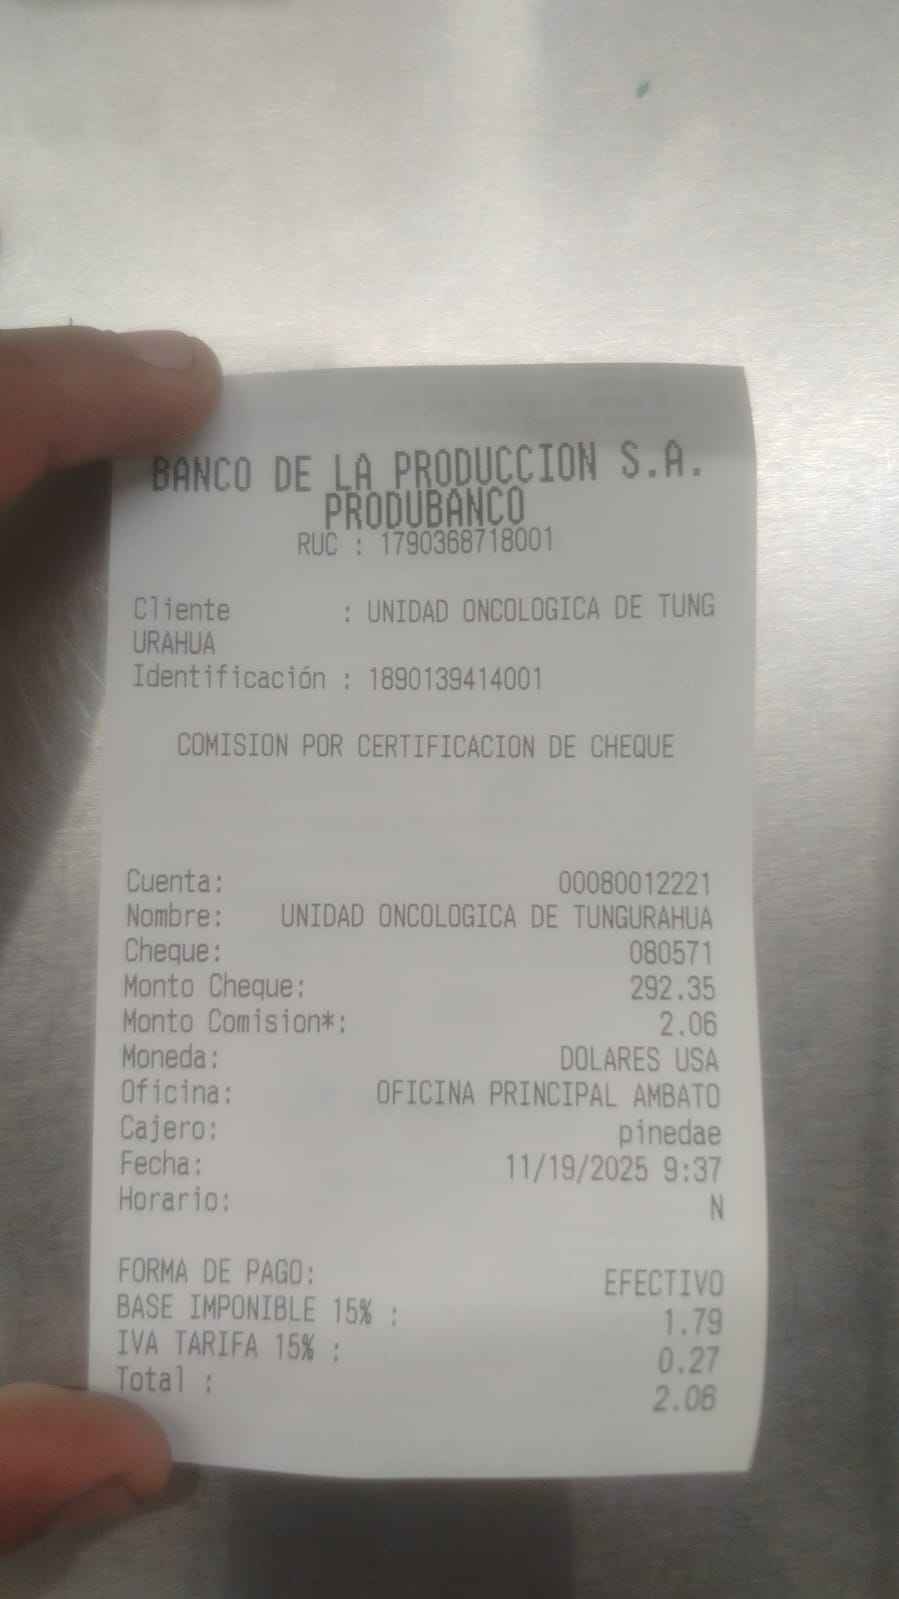 BANCO DE LA PRODUCCION S.A.
PRODUBANCO
RUC : 1790368718001
Cliente : UNIDAD ONCOLOGICA DE TUNG
URAHUA
Identificación : 1890139414001
COMISION POR CERTIFICACION DE CHEQUE
Cuenta: 00080012221
Nombre: UNIDAD ONCOLOGICA DE TUNGURAHUA
Cheque: 080571
Monto Cheque: 292.35
Monto Comision*: 2.06
Moneda: DOLARES USA
Oficina: OFICINA PRINCIPAL AMBATO
Cajero: pinedae
Fecha: 11/19/2025 9:37
Horario: N
FORMA DE PAGO: EFECTIVO
BASE IMPONIBLE 15% : 1.79
IVA TARIFA 15% : 0.27
Total : 2.06